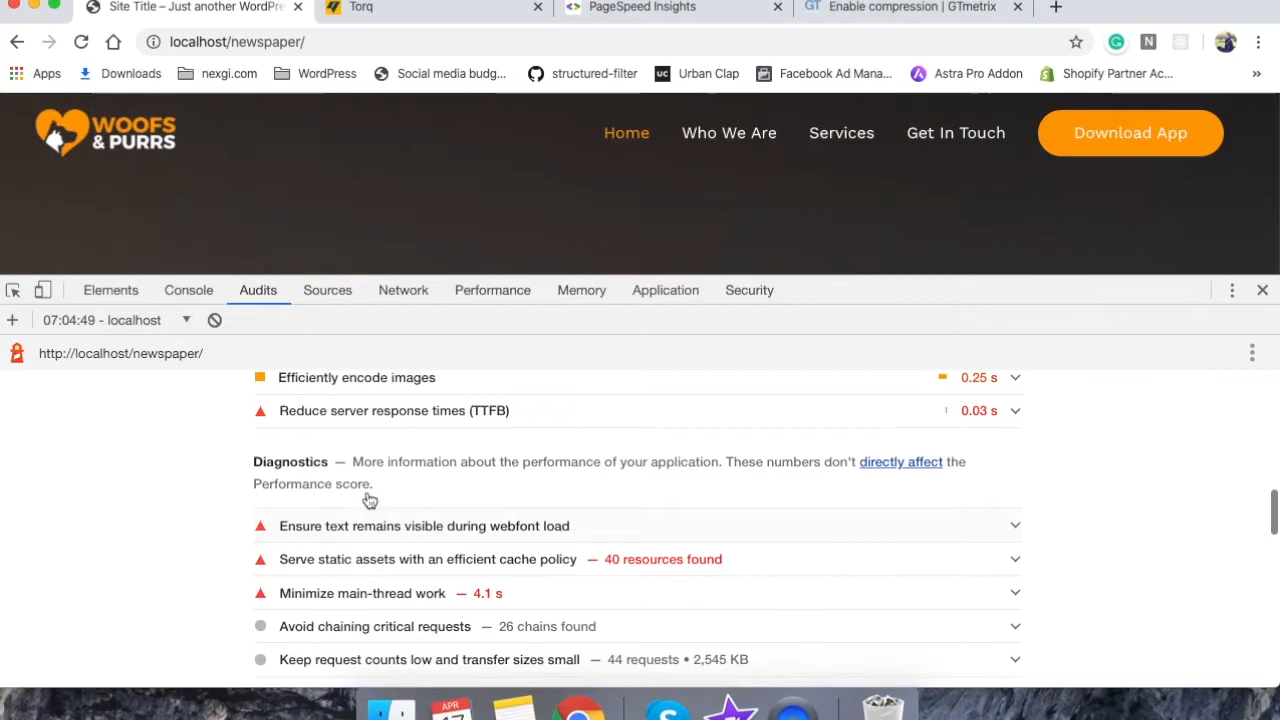 Site Title – Just another WordPre
Torq
PageSpeed Insights
GT Enable compression | GTmetrix
localhost/newspaper/
N
Apps
Downloads
nexgi.com
WordPress
Social media budg...
structured-filter
UC Urban Clap
Facebook Ad Mana...
Astra Pro Addon
Shopify Partner Ac...
»
WOOFS
& PURRS
Home
Who We Are
Services
Get In Touch
Download App
Elements
Console
Audits
Sources
Network
Performance
Memory
Application
Security
07:04:49 - localhost
http://localhost/newspaper/
Efficiently encode images
0.25 s
Reduce server response times (TTFB)
0.03 s
Diagnostics — More information about the performance of your application. These numbers don't directly affect the
Performance score.
Ensure text remains visible during webfont load
Serve static assets with an efficient cache policy — 40 resources found
Minimize main-thread work — 4.1 s
Avoid chaining critical requests — 26 chains found
Keep request counts low and transfer sizes small — 44 requests • 2,545 KB
APR
17